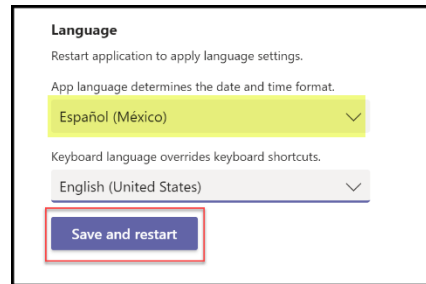 Language
Restart application to apply language settings.
App language determines the date and time format.
Español (México)
Keyboard language overrides keyboard shortcuts.
English (United States)
Save and restart